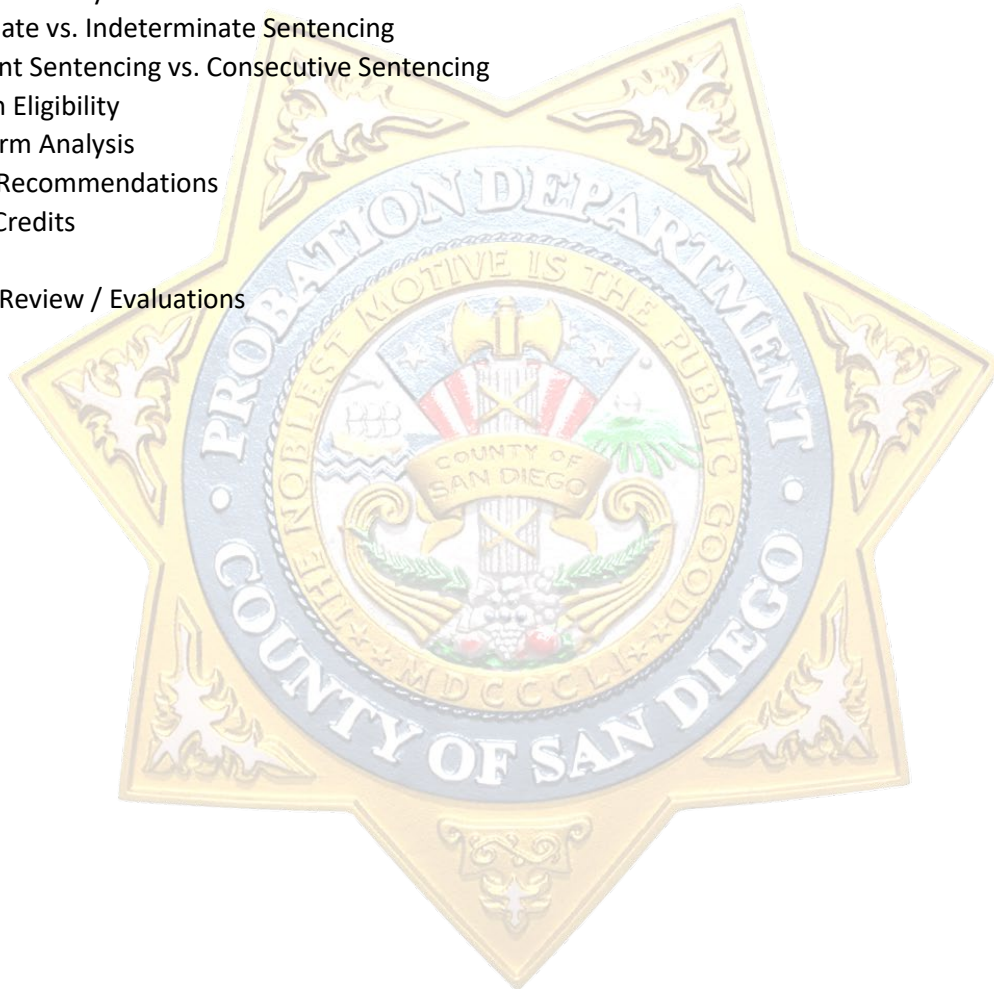 ate vs. Indeterminate Sentencing
nt Sentencing vs. Consecutive Sentencing
n Eligibility
rm Analysis
Recommendations
Credits
Review / Evaluations
PROBATION DEPARTMENT
THE NOBLEST MOTIVE IS THE PUBLIC GOOD
COUNTY OF
SAN DIEGO
MDCCCLI
COUNTY OF SAN DIEGO